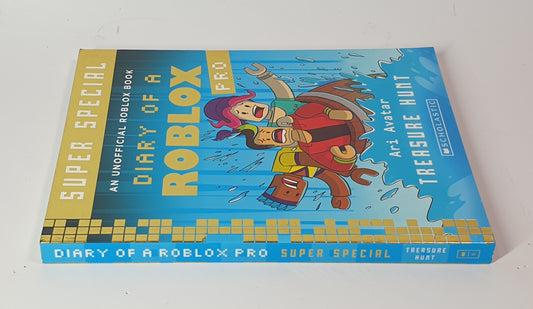 SUPER SPECIAL
AN UNOFFICIAL ROBLOX BOOK
DIARY OF A
ROBLOX
PRO
Ari Avatar
TREASURE HUNT
SCHOLASTIC
DIARY OF A ROBLOX PRO SUPER SPECIAL
TREASURE
HUNT